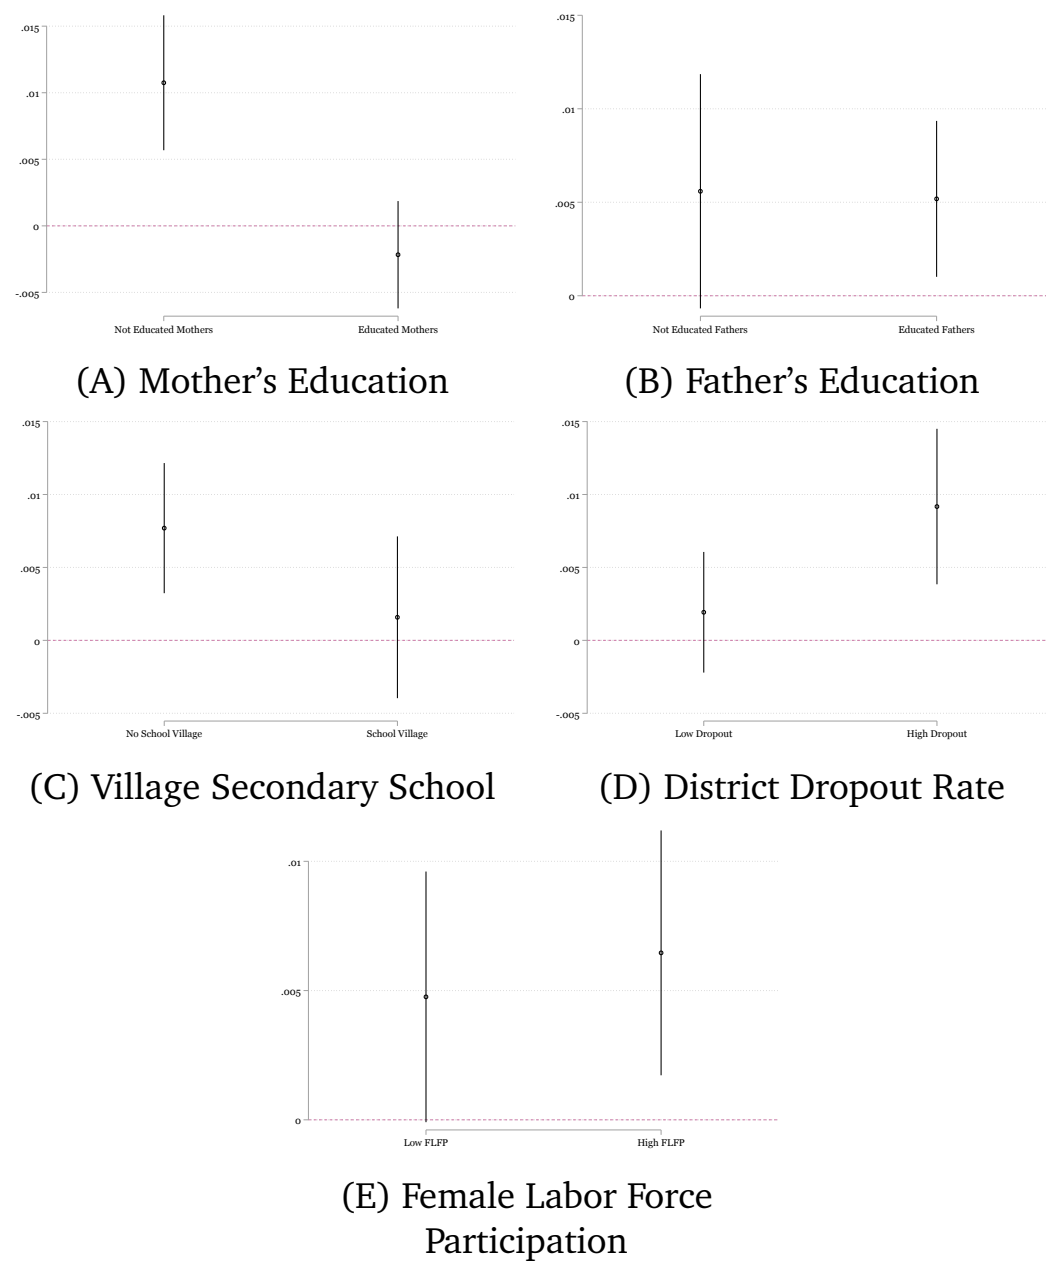 .015
.01
.005
0
-.005
Not Educated Mothers
Educated Mothers
(A) Mother’s Education
.015
.01
.005
0
Not Educated Fathers
Educated Fathers
(B) Father’s Education
.015
.01
.005
0
-.005
No School Village
School Village
(C) Village Secondary School
.015
.01
.005
0
-.005
Low Dropout
High Dropout
(D) District Dropout Rate
.01
.005
0
Low FLFP
High FLFP
(E) Female Labor Force
Participation